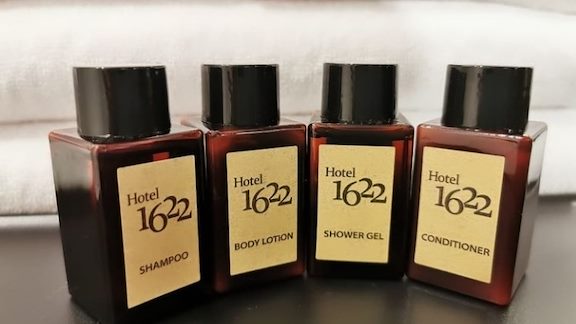 Hotel
1622
SHAMPOO
Hotel
1622
BODY LOTION
Hotel
1622
SHOWER GEL
Hotel
1622
CONDITIONER